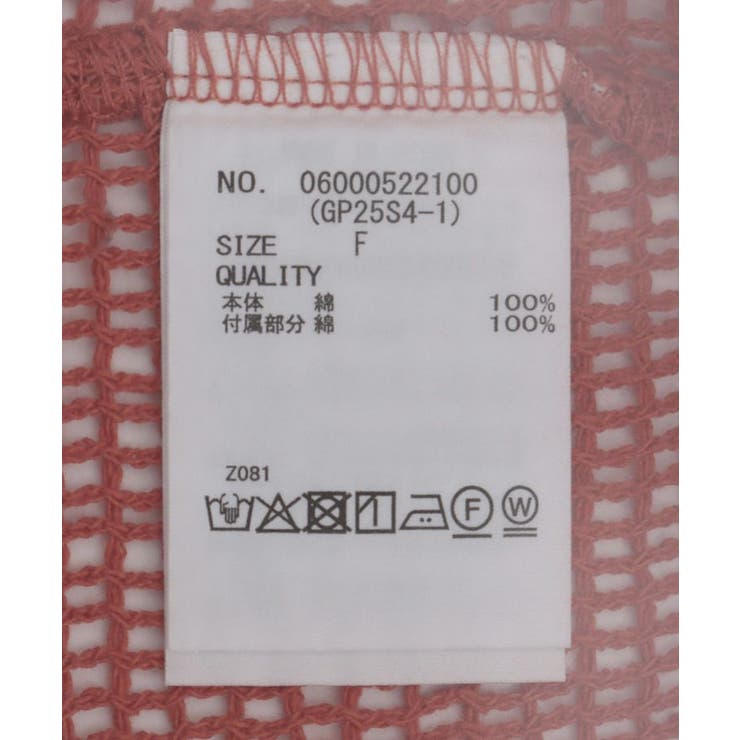 NO. 06000522100
(GP25S4-1)
SIZE F
QUALITY
本体 綿 100%
付属部分 綿 100%
Z081
F W